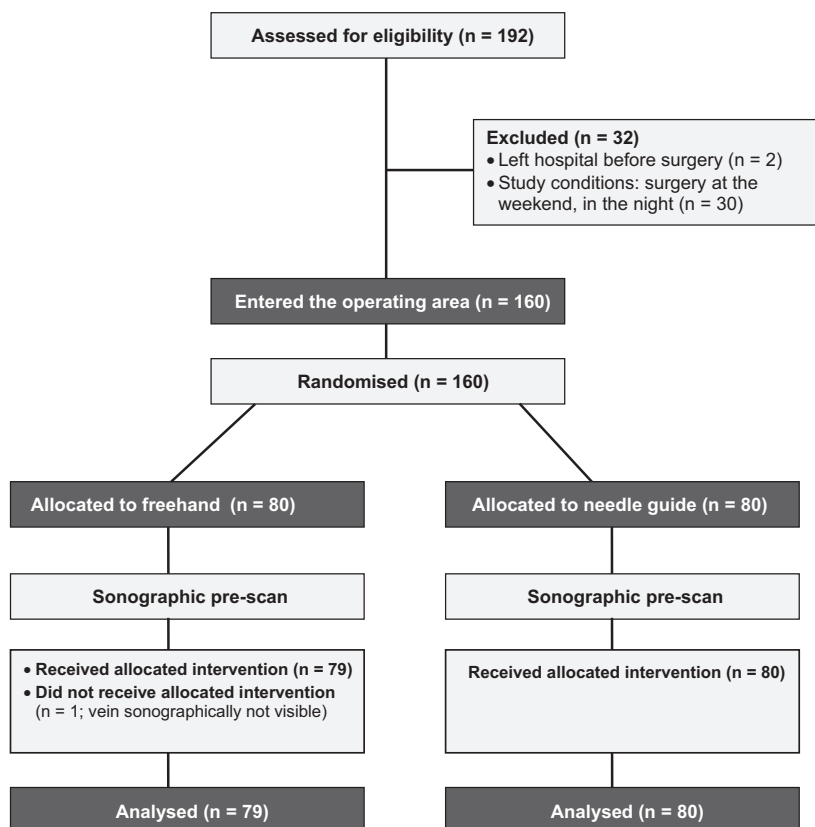 Assessed for eligibility (n = 192)
Excluded (n = 32)
• Left hospital before surgery (n = 2)
• Study conditions: surgery at the
weekend, in the night (n = 30)
Entered the operating area (n = 160)
Randomised (n = 160)
Allocated to freehand (n = 80)
Sonographic pre-scan
• Received allocated intervention (n = 79)
• Did not receive allocated intervention
(n = 1; vein sonographically not visible)
Analysed (n = 79)
Allocated to needle guide (n = 80)
Sonographic pre-scan
Received allocated intervention (n = 80)
Analysed (n = 80)